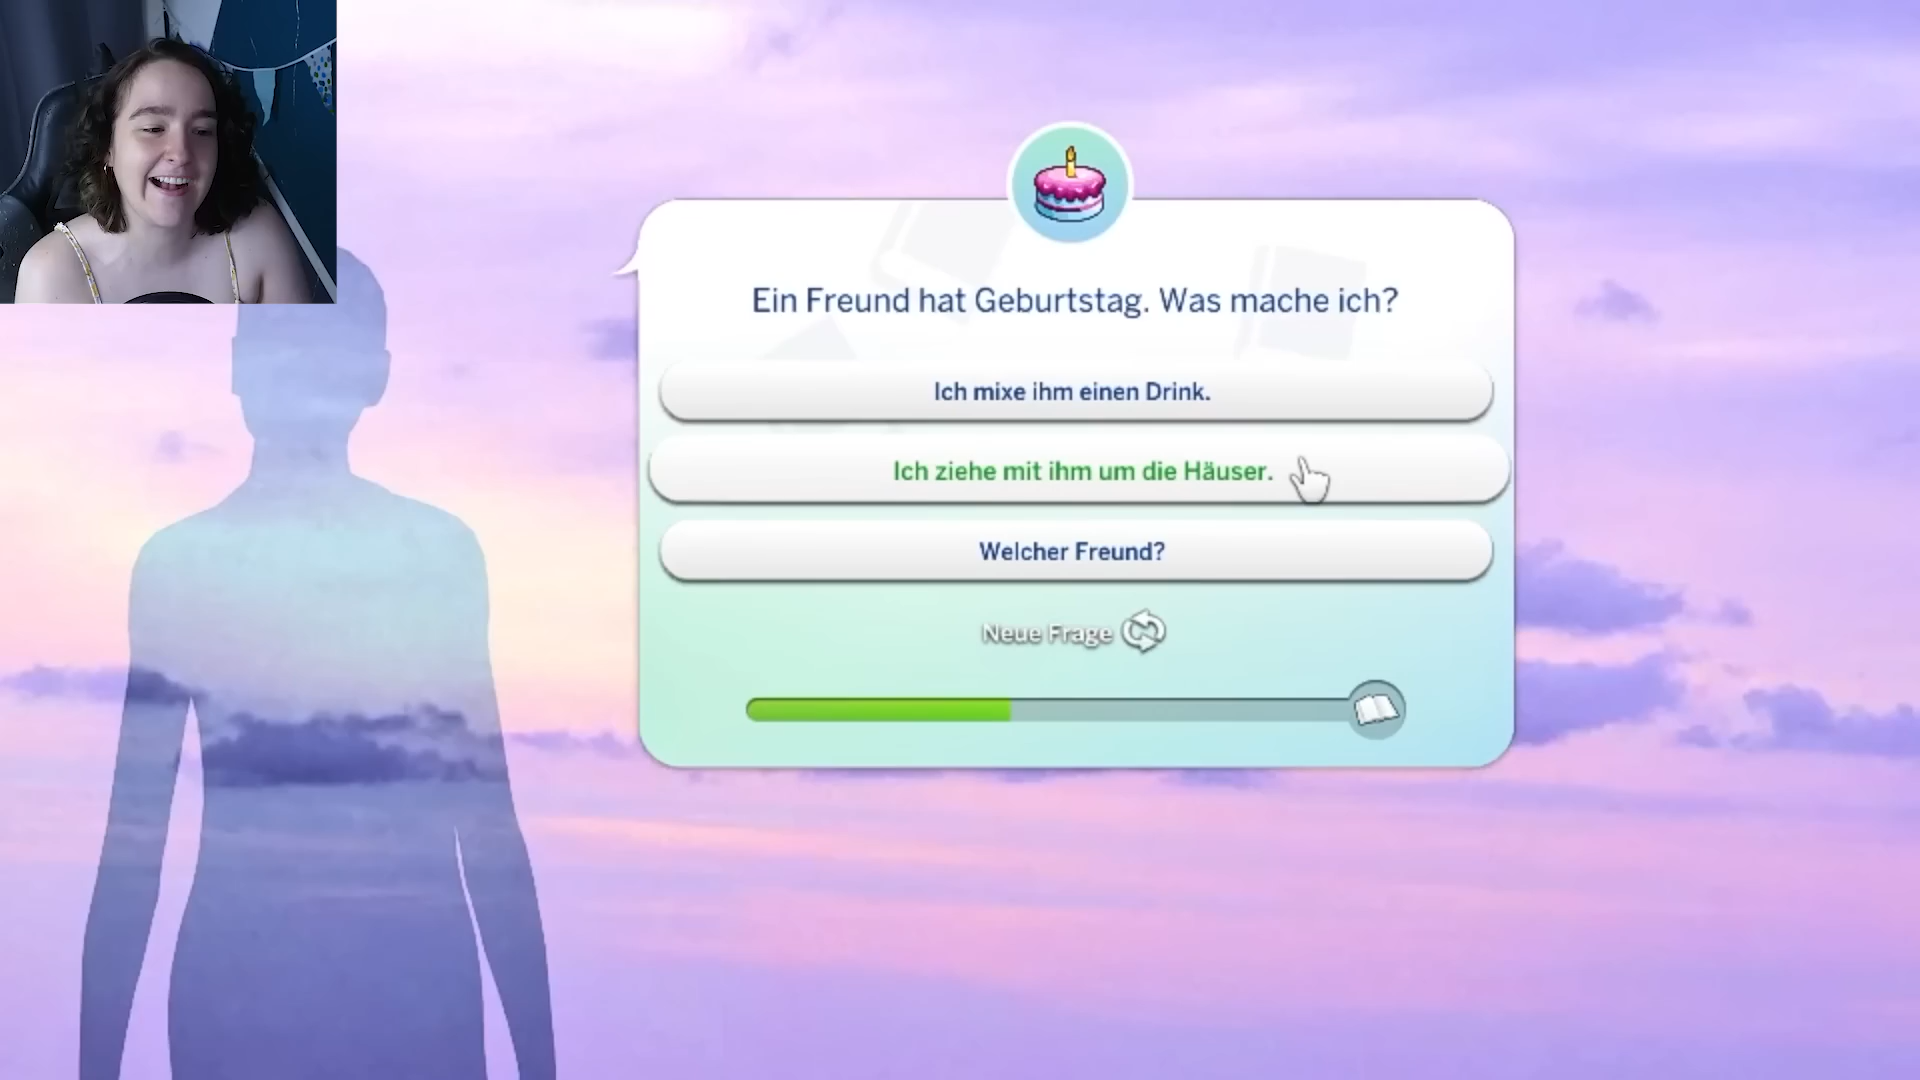 Ein Freund hat Geburtstag. Was mache ich?
Ich mixe ihm einen Drink.
Ich ziehe mit ihm um die Häuser.
Welcher Freund?
Neue Frage